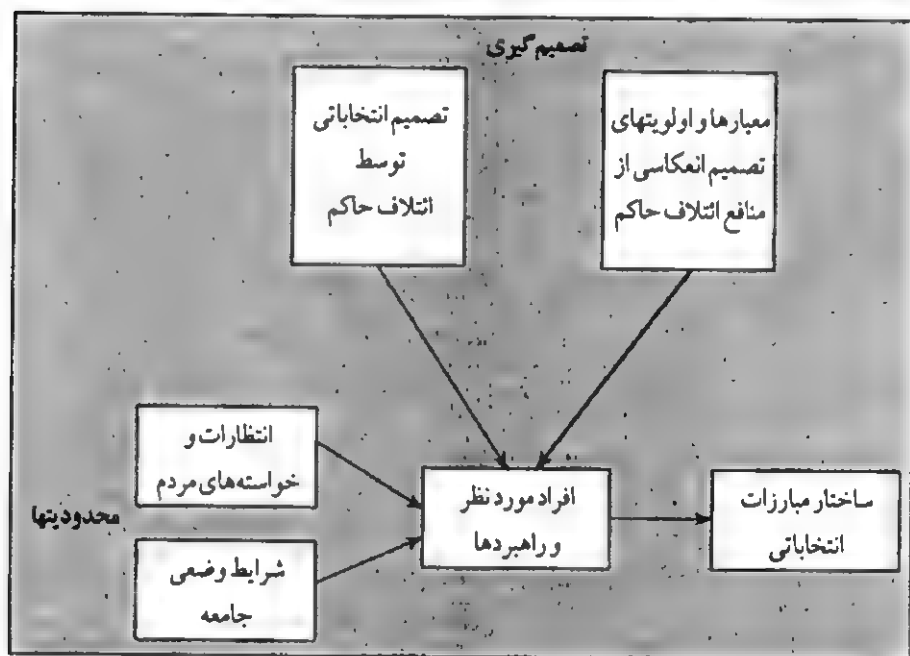 تصمیم‌گیری
معیارها و اولویتهای
تصمیم انعکاسی از
منافع ائتلاف حاکم
تصمیم انتخاباتی
توسط
ائتلاف حاکم
انتظارات و
خواسته‌های مردم
محدودیتها
شرایط وضعی
جامعه
افراد مورد نظر
و راهبردها
ساختار مبارزات
انتخاباتی